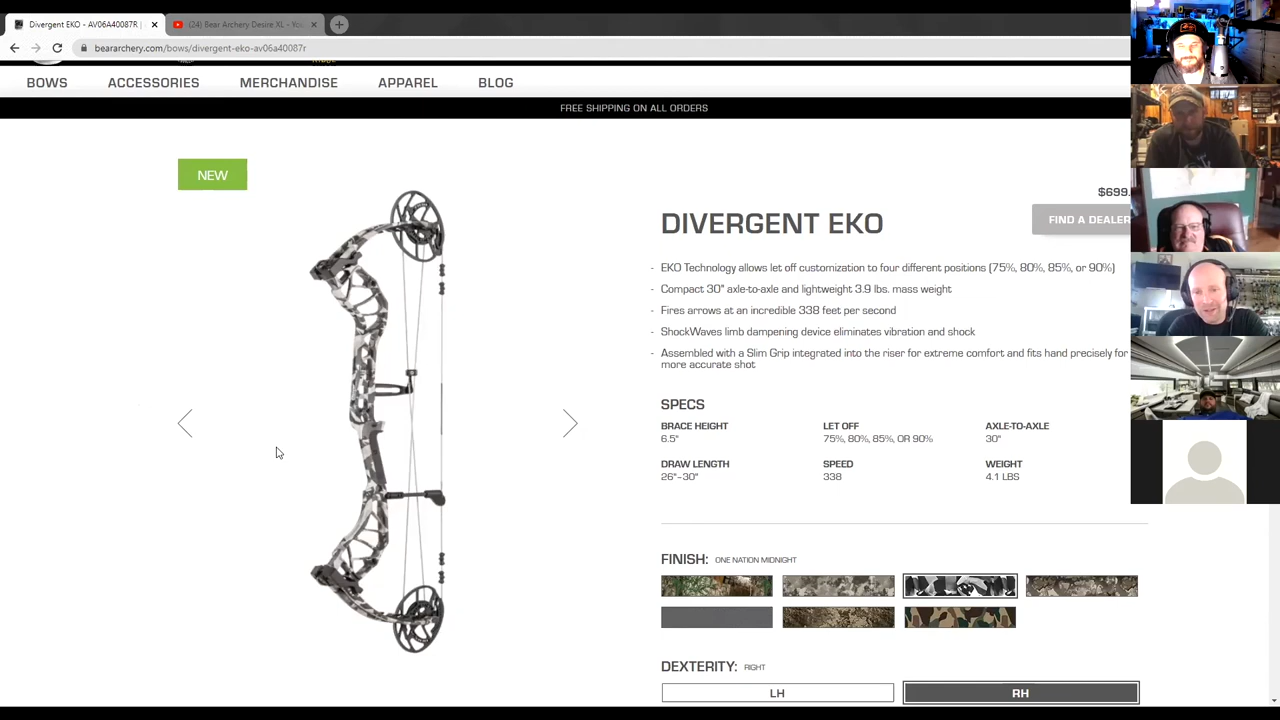 Divergent EKO - AV06A40087R |
(24) Bear Archery Desire XL - Yo
beararchery.com/bows/divergent-eko-av06a40087r
BOWS
ACCESSORIES
MERCHANDISE
APPAREL
BLOG
FREE SHIPPING ON ALL ORDERS
NEW
$699.
DIVERGENT EKO
FIND A DEALER
- EKO Technology allows let off customization to four different positions (75%, 80%, 85%, or 90%)
- Compact 30" axle-to-axle and lightweight 3.9 lbs. mass weight
- Fires arrows at an incredible 338 feet per second
- ShockWaves limb dampening device eliminates vibration and shock
- Assembled with a Slim Grip integrated into the riser for extreme comfort and fits hand precisely for
more accurate shot
SPECS
BRACE HEIGHT
6.5"
LET OFF
75%, 80%, 85%, OR 90%
AXLE-TO-AXLE
30"
DRAW LENGTH
26"-30"
SPEED
338
WEIGHT
4.1 LBS
FINISH: ONE NATION MIDNIGHT
DEXTERITY: RIGHT
LH
RH